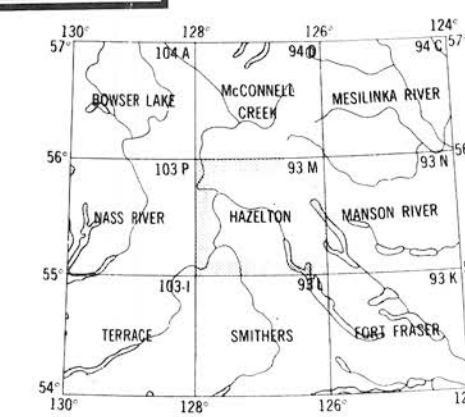 130° 128° 126° 124°
57° 104 A 94 D 94 C 57°
BOWSER LAKE McCONNELL CREEK MESILINKA RIVER
56° 103 P 93 M 93 N 56
NASS RIVER HAZELTON MANSON RIVER
55° 103-I 93 L 93 K
TERRACE SMITHERS FORT FRASER
54°
130° 128° 126°